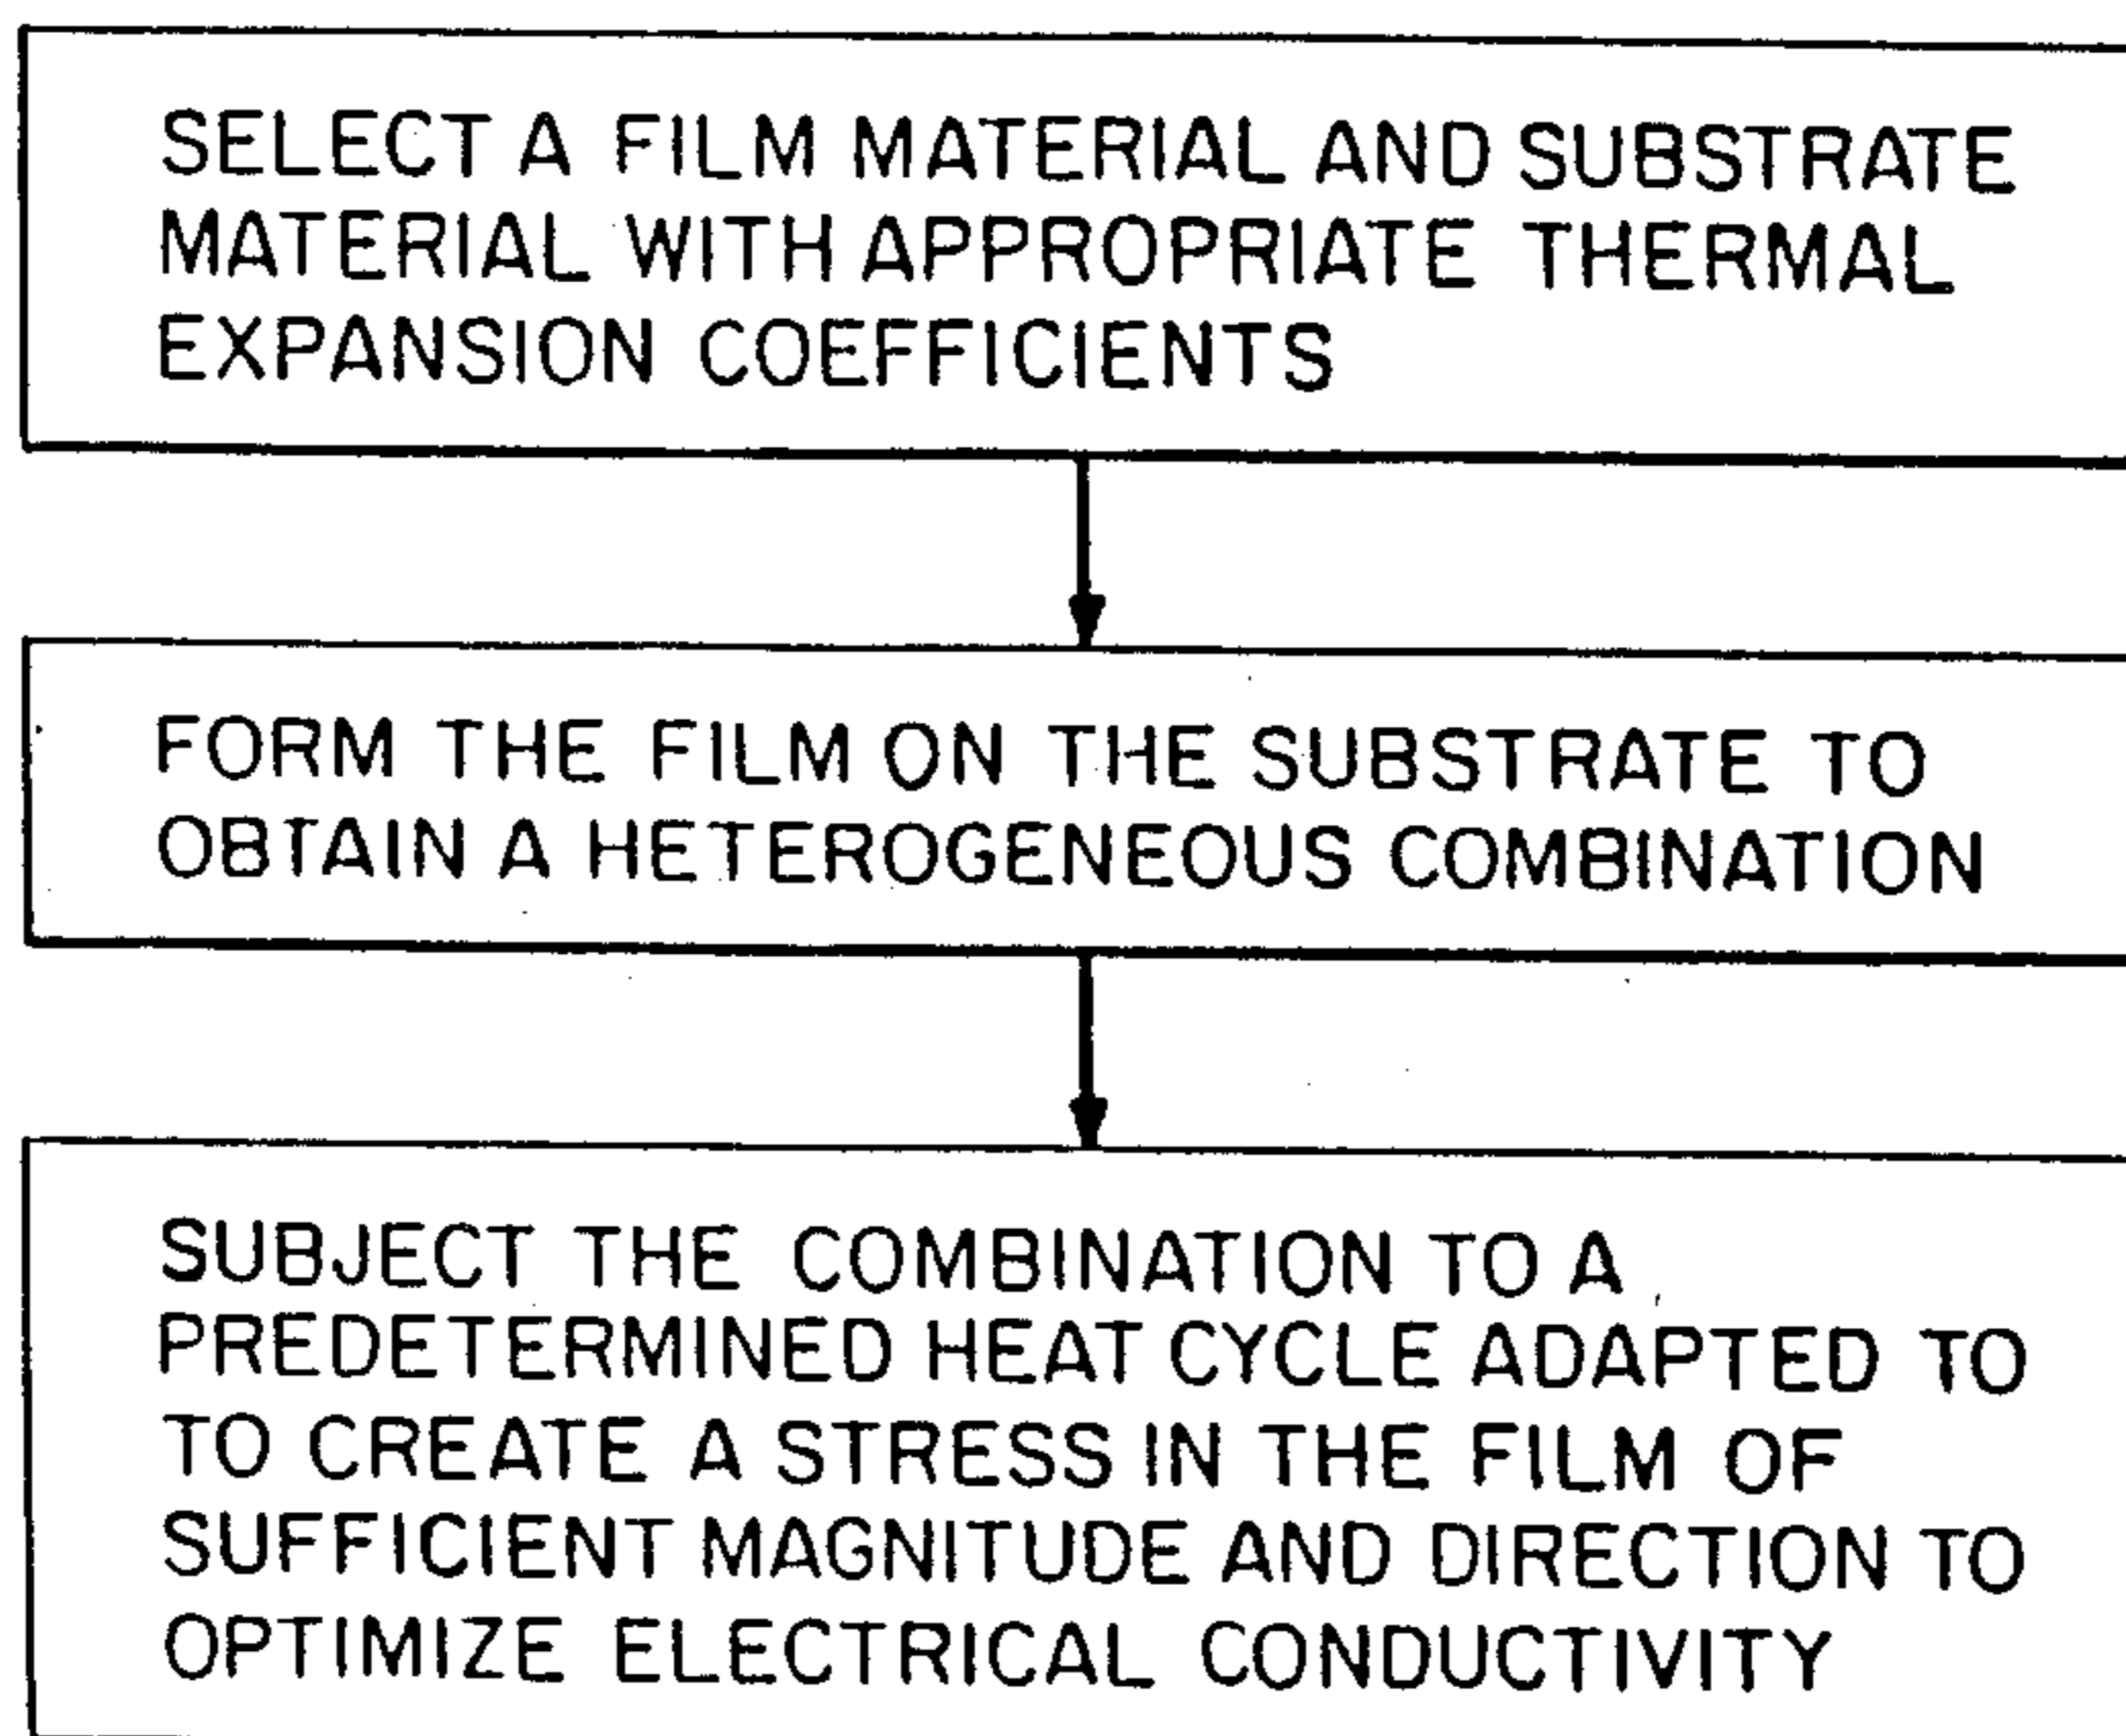 SELECT A FILM MATERIAL AND SUBSTRATE
MATERIAL WITH APPROPRIATE THERMAL
EXPANSION COEFFICIENTS
FORM THE FILM ON THE SUBSTRATE TO
OBTAIN A HETEROGENEOUS COMBINATION
SUBJECT THE COMBINATION TO A
PREDETERMINED HEAT CYCLE ADAPTED TO
TO CREATE A STRESS IN THE FILM OF
SUFFICIENT MAGNITUDE AND DIRECTION TO
OPTIMIZE ELECTRICAL CONDUCTIVITY